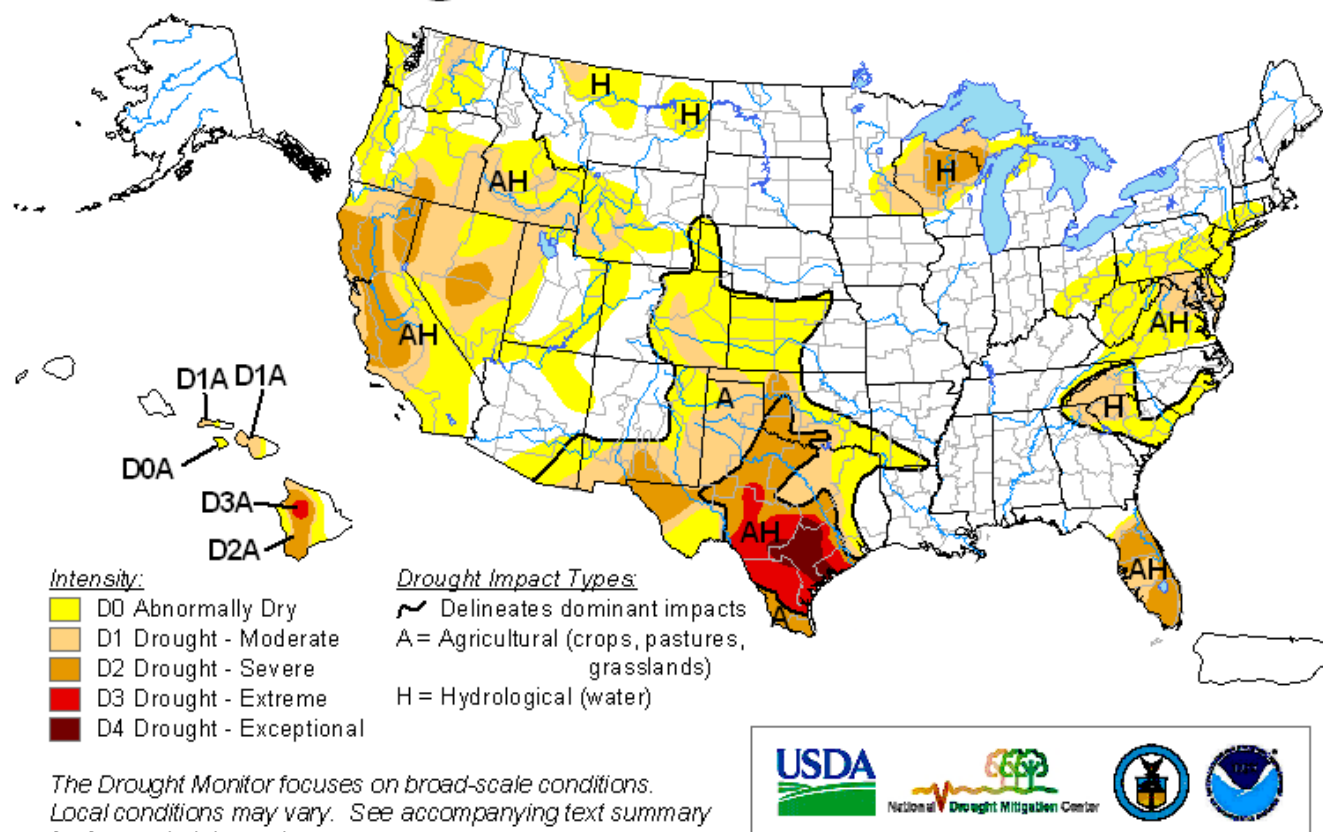 H
H
AH
H
AH
AH
A
H
D1A D1A
D0A
D3A
D2A
AH
AH
A
Intensity:
D0 Abnormally Dry
D1 Drought - Moderate
D2 Drought - Severe
D3 Drought - Extreme
D4 Drought - Exceptional
Drought Impact Types:
Delineates dominant impacts
A = Agricultural (crops, pastures,
grasslands)
H = Hydrological (water)
The Drought Monitor focuses on broad-scale conditions.
Local conditions may vary. See accompanying text summary
USDA
National Drought Mitigation Center